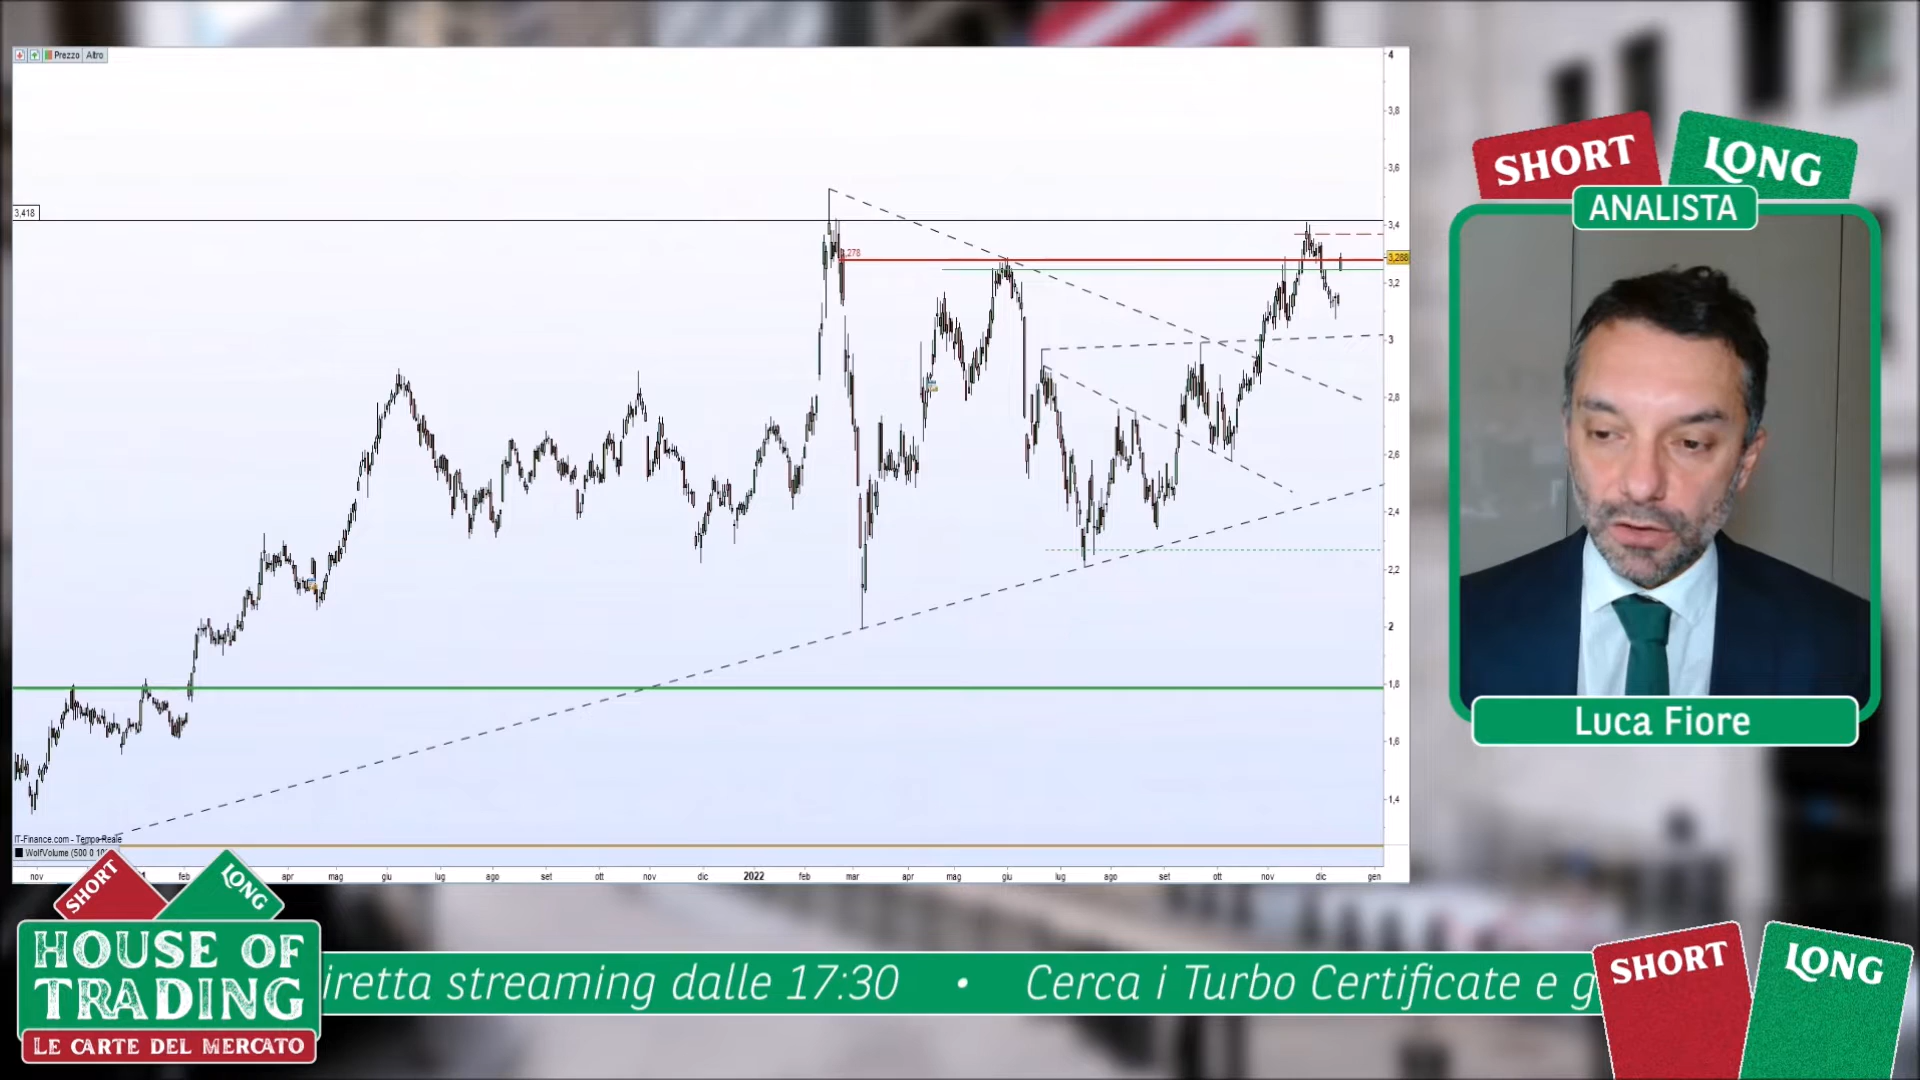 Prezzo Altro
4
3,8
3,6
3,418
3,4
3,278
3,288
3,2
3
2,8
2,6
2,4
2,2
2
1,8
1,6
1,4
IT-Finance.com - Tempo Reale
WolfVolume (500 0 10
nov feb apr mag giu lug ago set ott nov dic 2022 feb mar apr mag giu lug ago set ott nov dic gen
SHORT LONG
ANALISTA
Luca Fiore
SHORT LONG
HOUSE OF
TRADING
LE CARTE DEL MERCATO
iretta streaming dalle 17:30 • Cerca i Turbo Certificate e g
SHORT LONG